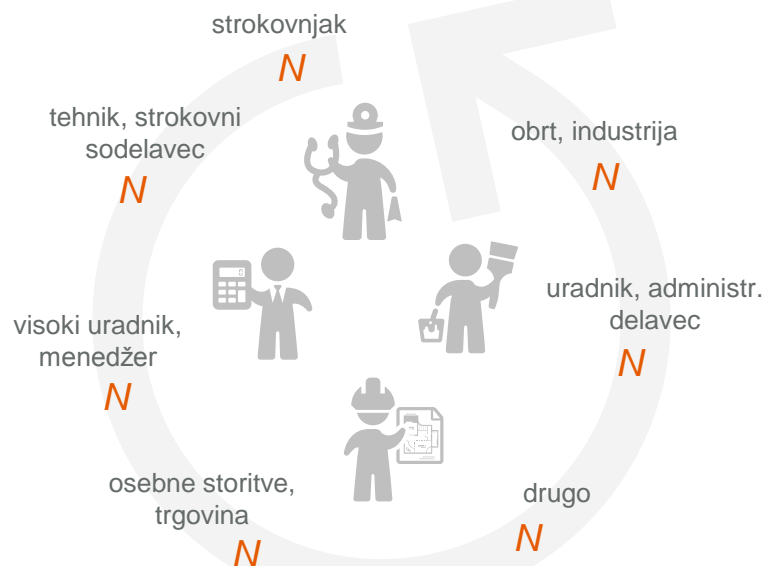 strokovnjak
N
tehnik, strokovni
sodelavec
N
obrt, industrija
N
uradnik, administr.
delavec
N
visoki uradnik,
menedžer
N
osebne storitve,
trgovina
N
drugo
N